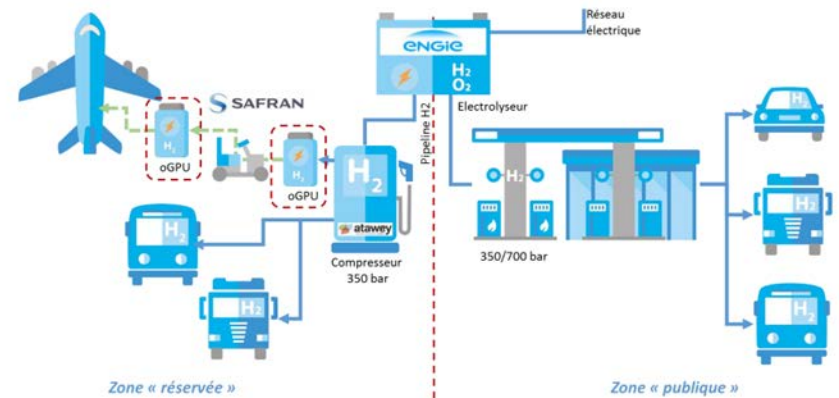 Réseau
électrique
ENGIE
H2
O2
Electrolyseur
Pipeline H2
SAFRAN
H2
oGPU
H2
oGPU
H2
atawey
Compresseur
350 bar
H2
H2
H2
350/700 bar
H2
H2
H2
Zone « réservée »
Zone « publique »